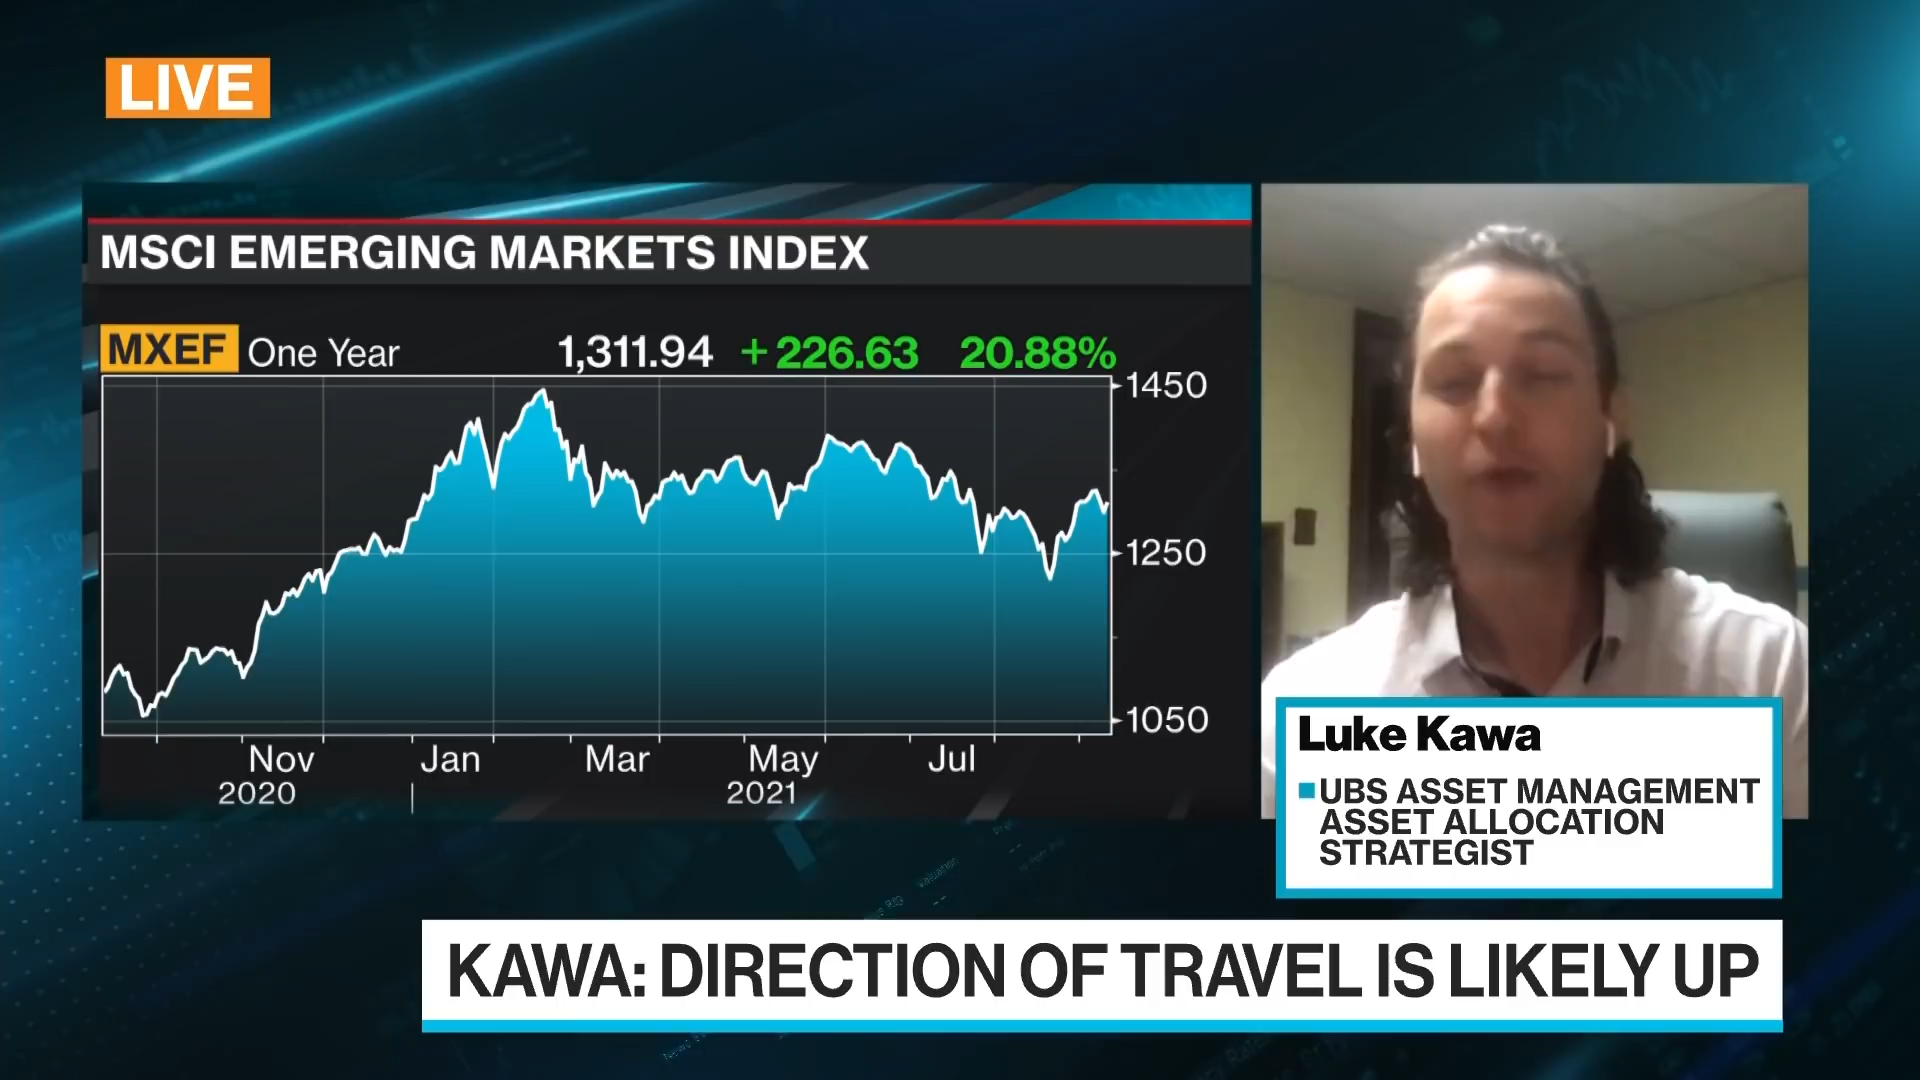 LIVE
MSCI EMERGING MARKETS INDEX
MXEF One Year 1,311.94 +226.63 20.88%
1450
1250
1050
Nov Jan Mar May Jul
2020 2021
Luke Kawa
UBS ASSET MANAGEMENT
ASSET ALLOCATION
STRATEGIST
KAWA: DIRECTION OF TRAVEL IS LIKELY UP